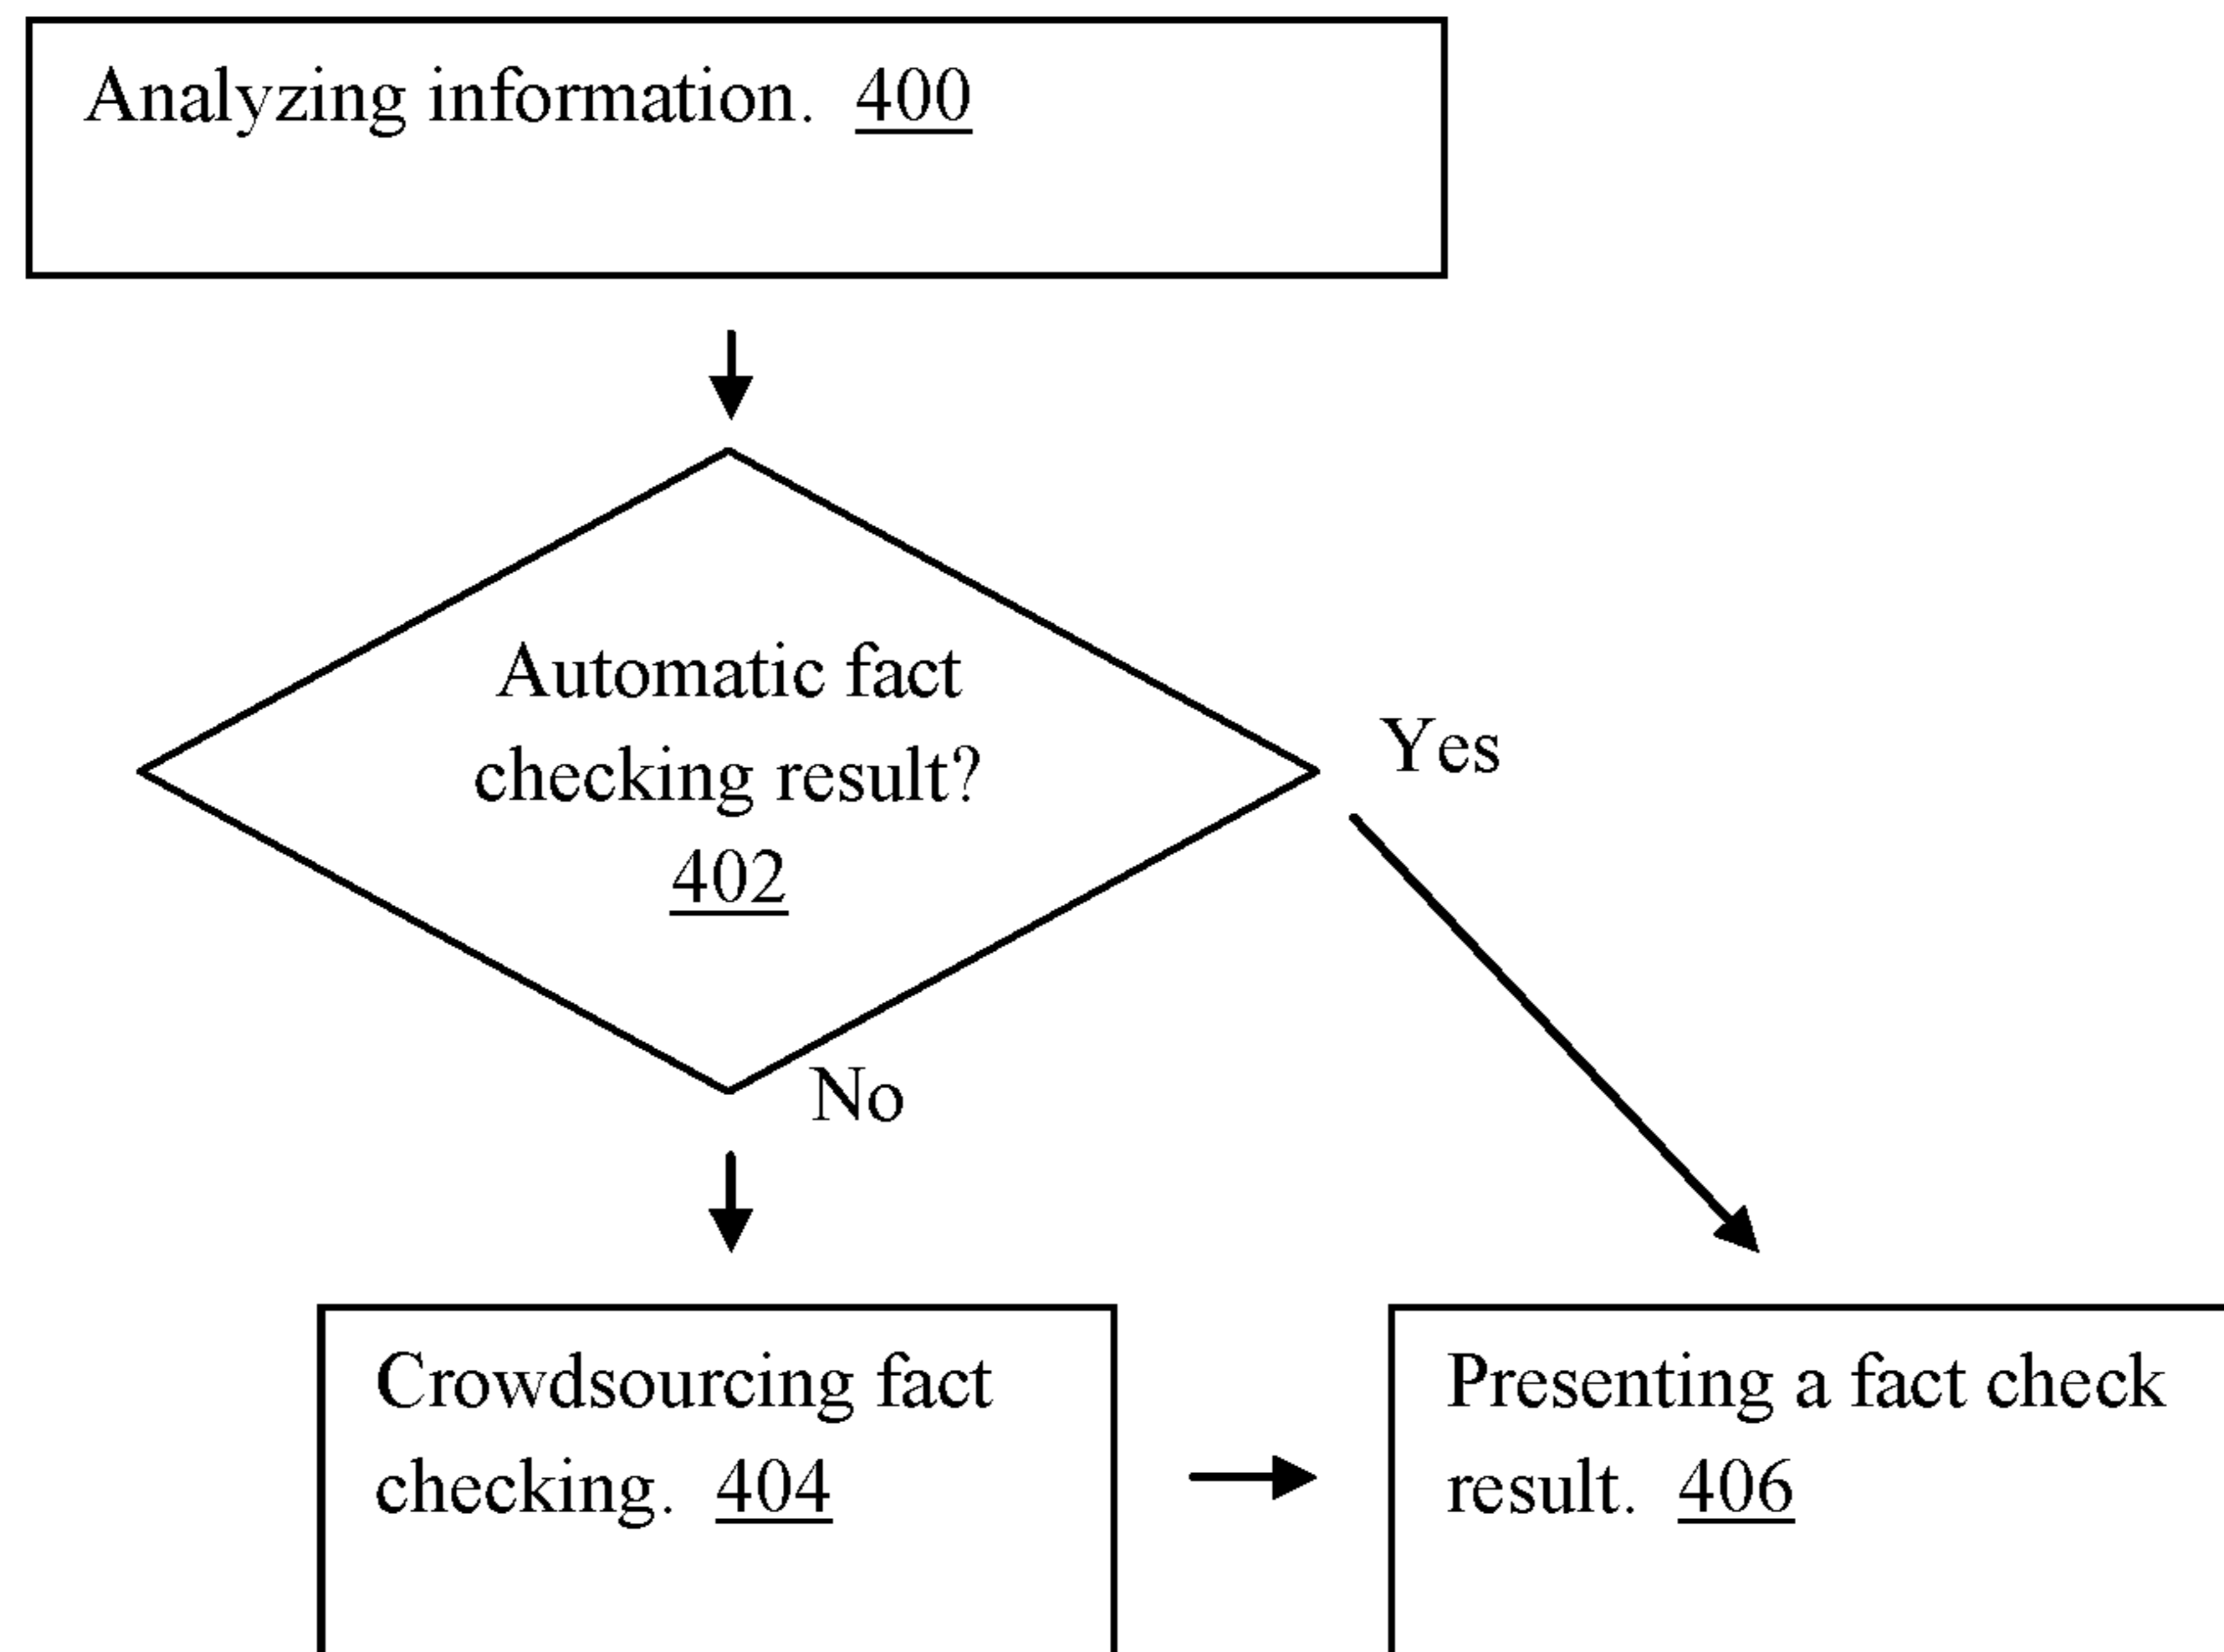 Analyzing information. 400
Automatic fact
checking result?
402
Yes
No
Crowdsourcing fact
checking. 404
Presenting a fact check
result. 406